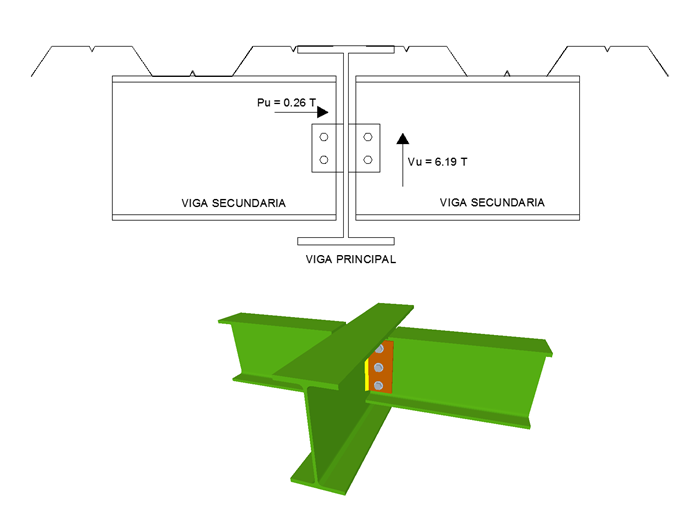 Pu = 0.26 T
Vu = 6.19 T
VIGA SECUNDARIA
VIGA SECUNDARIA
VIGA PRINCIPAL